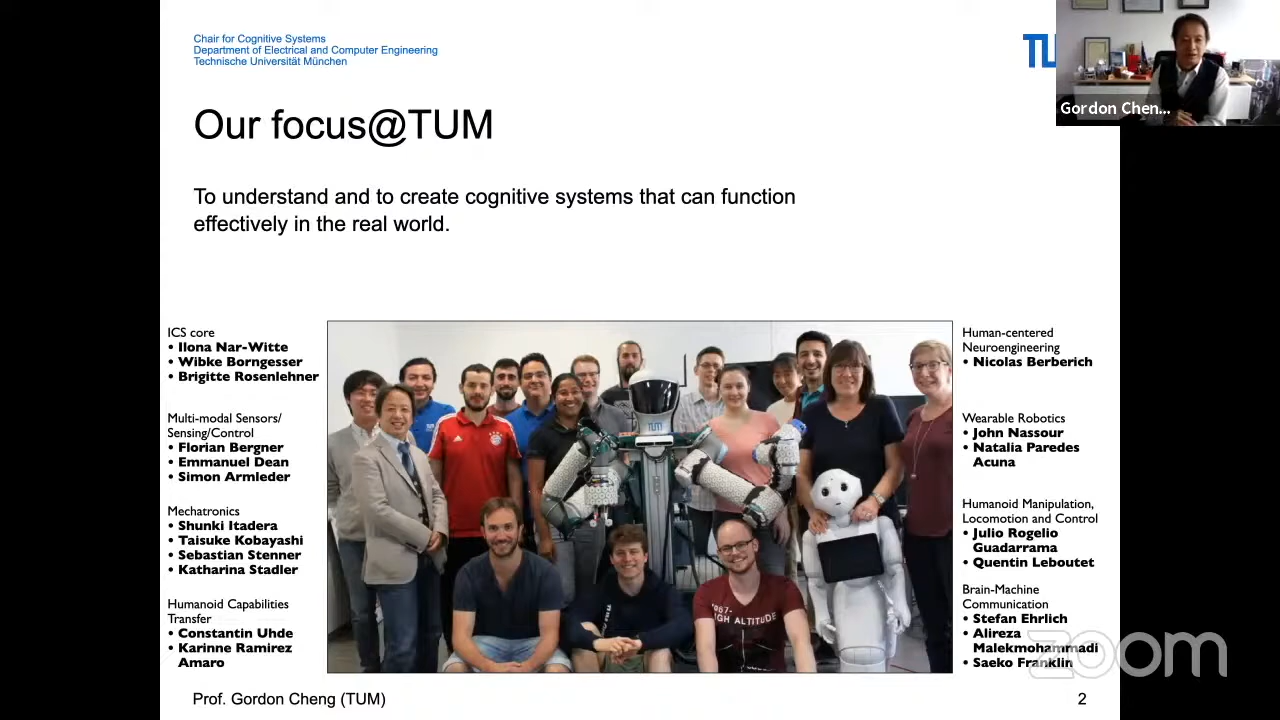 Chair for Cognitive Systems
Department of Electrical and Computer Engineering
Technische Universität München
Gordon Chen...
Our focus@TUM
To understand and to create cognitive systems that can function
effectively in the real world.
ICS core
• Ilona Nar-Witte
• Wibke Borngesser
• Brigitte Rosenlehner
Multi-modal Sensors/
Sensing/Control
• Florian Bergner
• Emmanuel Dean
• Simon Armleder
Mechatronics
• Shunki Itadera
• Taisuke Kobayashi
• Sebastian Stenner
• Katharina Stadler
Humanoid Capabilities
Transfer
• Constantin Uhde
• Karinne Ramirez
Amaro
TUM
1967-
HIGH ALTITUDE
Human-centered
Neuroengineering
• Nicolas Berberich
Wearable Robotics
• John Nassour
• Natalia Paredes
Acuna
Humanoid Manipulation,
Locomotion and Control
• Julio Rogelio
Guadarrama
• Quentin Leboutet
Brain-Machine
Communication
• Stefan Ehrlich
• Alireza
Malekmohammadi
• Saeko Franklin
zoom
Prof. Gordon Cheng (TUM)
2